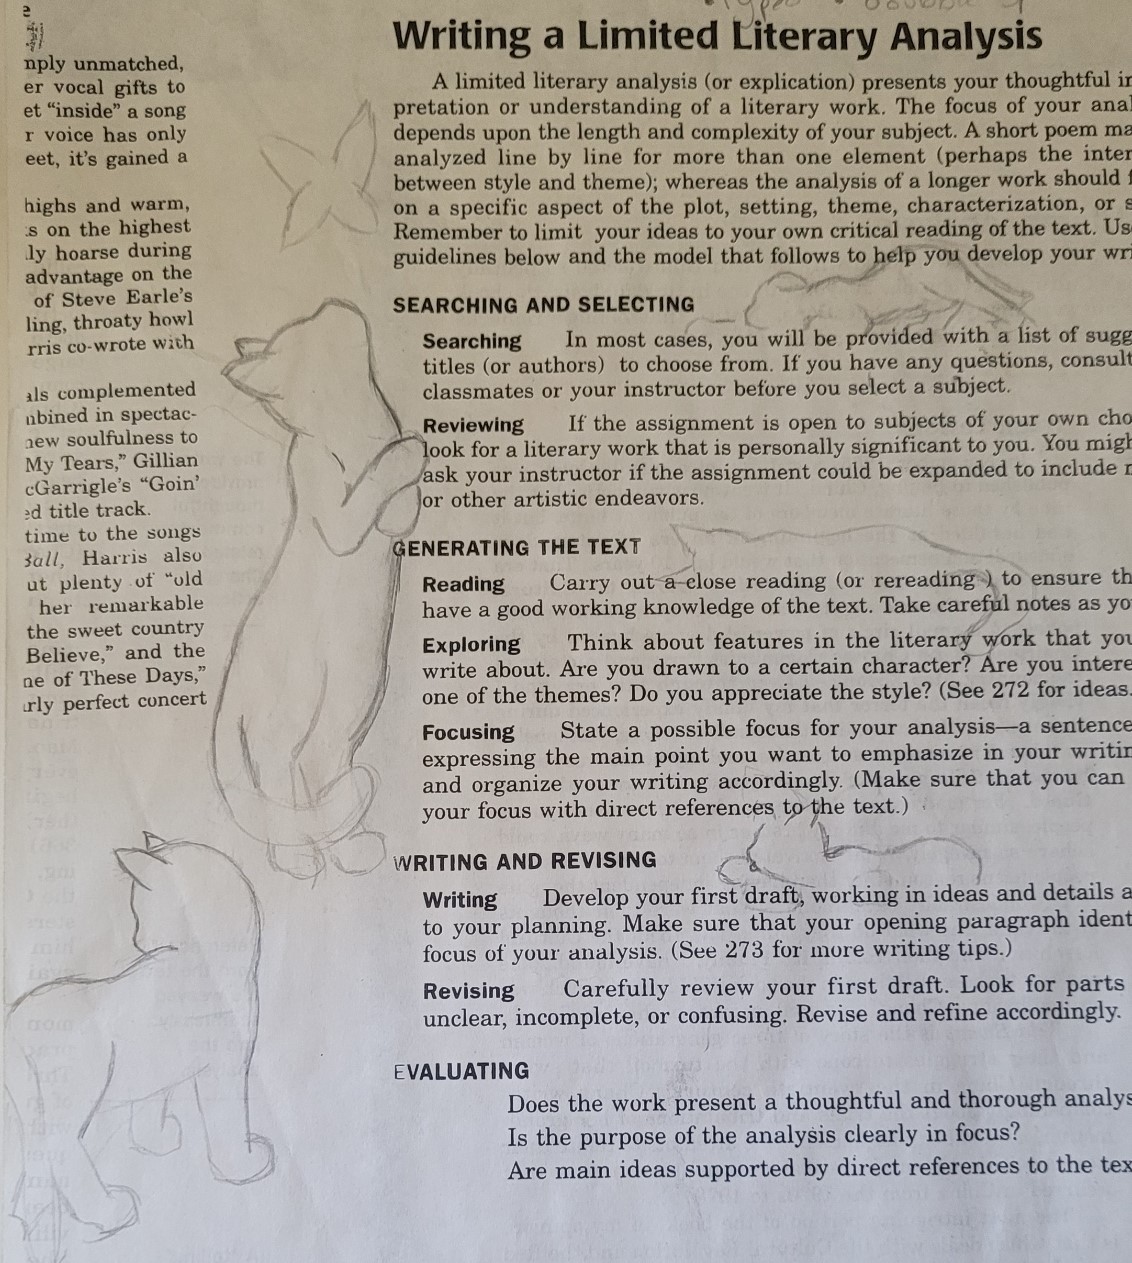 nply unmatched,
er vocal gifts to
et “inside” a song
r voice has only
eet, it’s gained a
highs and warm,
s on the highest
ly hoarse during
advantage on the
of Steve Earle’s
ling, throaty howl
rris co-wrote with
als complemented
nbined in spectac-
new soulfulness to
My Tears,” Gillian
cGarrigle’s “Goin’
ed title track.
time to the songs
Ball, Harris also
ut plenty of “old
her remarkable
the sweet country
Believe,” and the
ne of These Days,”
rly perfect concert
Writing a Limited Literary Analysis
A limited literary analysis (or explication) presents your thoughtful in
pretation or understanding of a literary work. The focus of your anal
depends upon the length and complexity of your subject. A short poem ma
analyzed line by line for more than one element (perhaps the inter
between style and theme); whereas the analysis of a longer work should f
on a specific aspect of the plot, setting, theme, characterization, or s
Remember to limit your ideas to your own critical reading of the text. Us
guidelines below and the model that follows to help you develop your wri
SEARCHING AND SELECTING
Searching In most cases, you will be provided with a list of sugg
titles (or authors) to choose from. If you have any questions, consult
classmates or your instructor before you select a subject.
Reviewing If the assignment is open to subjects of your own cho
look for a literary work that is personally significant to you. You migh
ask your instructor if the assignment could be expanded to include
or other artistic endeavors.
GENERATING THE TEXT
Reading Carry out a close reading (or rereading ) to ensure th
have a good working knowledge of the text. Take careful notes as yo
Exploring Think about features in the literary work that you
write about. Are you drawn to a certain character? Are you intere
one of the themes? Do you appreciate the style? (See 272 for ideas.
Focusing State a possible focus for your analysis—a sentence
expressing the main point you want to emphasize in your writin
and organize your writing accordingly. (Make sure that you can
your focus with direct references to the text.)
WRITING AND REVISING
Writing Develop your first draft, working in ideas and details a
to your planning. Make sure that your opening paragraph ident
focus of your analysis. (See 273 for more writing tips.)
Revising Carefully review your first draft. Look for parts
unclear, incomplete, or confusing. Revise and refine accordingly.
EVALUATING
Does the work present a thoughtful and thorough analys
Is the purpose of the analysis clearly in focus?
Are main ideas supported by direct references to the tex